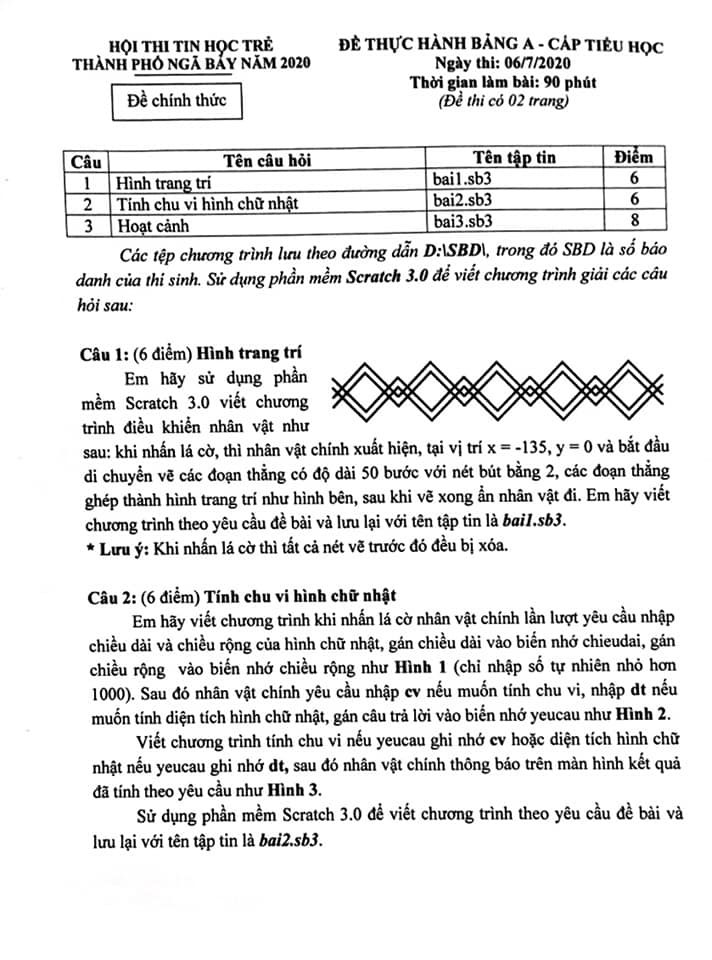 HỘI THI TIN HỌC TRẺ
THÀNH PHỐ NGÃ BẢY NĂM 2020
Đề chính thức
ĐỀ THỰC HÀNH BẢNG A - CẤP TIỂU HỌC
Ngày thi: 06/7/2020
Thời gian làm bài: 90 phút
(Đề thi có 02 trang)
Câu Tên câu hỏi Tên tập tin Điểm
1 Hình trang trí bai1.sb3 6
2 Tính chu vi hình chữ nhật bai2.sb3 6
3 Hoạt cảnh bai3.sb3 8
Các tệp chương trình lưu theo đường dẫn D:\SBD\, trong đó SBD là số báo
danh của thí sinh. Sử dụng phần mềm Scratch 3.0 để viết chương trình giải các câu
hỏi sau:
Câu 1: (6 điểm) Hình trang trí
Em hãy sử dụng phần
mềm Scratch 3.0 viết chương
trình điều khiển nhân vật như
sau: khi nhấn lá cờ, thì nhân vật chính xuất hiện, tại vị trí x = -135, y = 0 và bắt đầu
di chuyển vẽ các đoạn thẳng có độ dài 50 bước với nét bút bằng 2, các đoạn thẳng
ghép thành hình trang trí như hình bên, sau khi vẽ xong ẩn nhân vật đi. Em hãy viết
chương trình theo yêu cầu đề bài và lưu lại với tên tập tin là bai1.sb3.
* Lưu ý: Khi nhấn lá cờ thì tất cả nét vẽ trước đó đều bị xóa.
Câu 2: (6 điểm) Tính chu vi hình chữ nhật
Em hãy viết chương trình khi nhấn lá cờ nhân vật chính lần lượt yêu cầu nhập
chiều dài và chiều rộng của hình chữ nhật, gán chiều dài vào biến nhớ chieudai, gán
chiều rộng vào biến nhớ chiều rộng như Hình 1 (chỉ nhập số tự nhiên nhỏ hơn
1000). Sau đó nhân vật chính yêu cầu nhập cv nếu muốn tính chu vi, nhập dt nếu
muốn tính diện tích hình chữ nhật, gán câu trả lời vào biến nhớ yeucau như Hình 2.
Viết chương trình tính chu vi nếu yeucau ghi nhớ cv hoặc diện tích hình chữ
nhật nếu yeucau ghi nhớ dt, sau đó nhân vật chính thông báo trên màn hình kết quả
đã tính theo yêu cầu như Hình 3.
Sử dụng phần mềm Scratch 3.0 để viết chương trình theo yêu cầu đề bài và
lưu lại với tên tập tin là bai2.sb3.